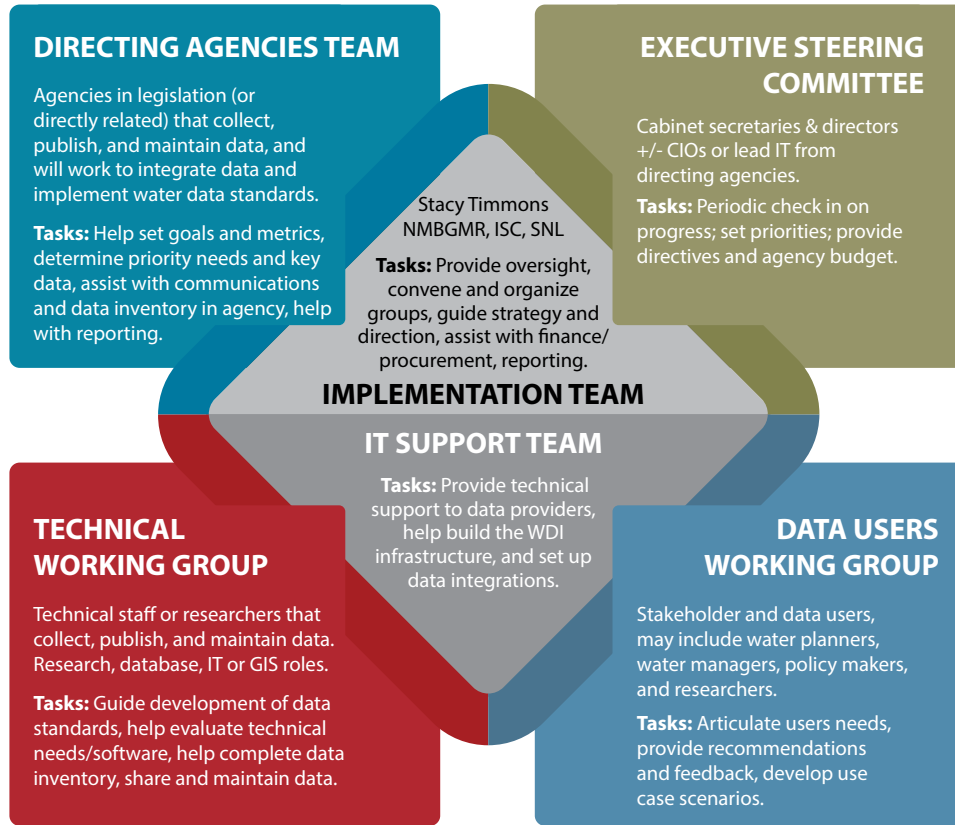 DIRECTING AGENCIES TEAM
Agencies in legislation (or
directly related) that collect,
publish, and maintain data, and
will work to integrate data and
implement water data standards.
Tasks: Help set goals and metrics,
determine priority needs and key
data, assist with communications
and data inventory in agency, help
with reporting.
EXECUTIVE STEERING
COMMITTEE
Cabinet secretaries & directors
+/- CIOs or lead IT from
directing agencies.
Tasks: Periodic check in on
progress; set priorities; provide
directives and agency budget.
Stacy Timmons
NMBGMR, ISC, SNL
Tasks: Provide oversight,
convene and organize
groups, guide strategy and
direction, assist with finance/
procurement, reporting.
IMPLEMENTATION TEAM
IT SUPPORT TEAM
Tasks: Provide technical
support to data providers,
help build the WDI
infrastructure, and set up
data integrations.
TECHNICAL
WORKING GROUP
Technical staff or researchers that
collect, publish, and maintain data.
Research, database, IT or GIS roles.
Tasks: Guide development of data
standards, help evaluate technical
needs/software, help complete data
inventory, share and maintain data.
DATA USERS
WORKING GROUP
Stakeholder and data users,
may include water planners,
water managers, policy makers,
and researchers.
Tasks: Articulate users needs,
provide recommendations
and feedback, develop use
case scenarios.